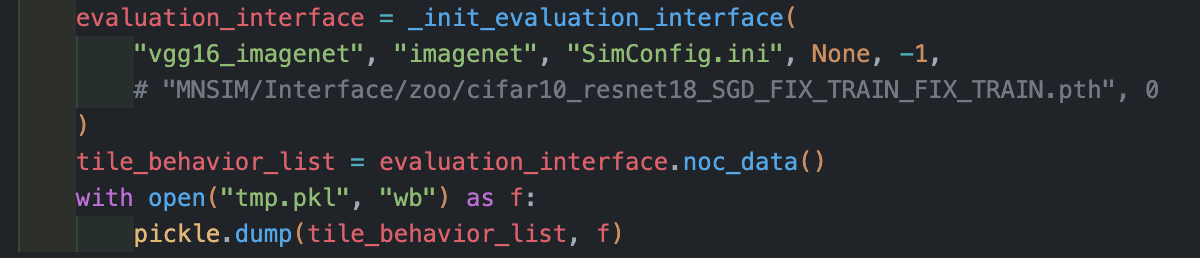 evaluation_interface = _init_evaluation_interface(
"vgg16_imagenet", "imagenet", "SimConfig.ini", None, -1,
# "MNSIM/Interface/zoo/cifar10_resnet18_SGD_FIX_TRAIN_FIX_TRAIN.pth", 0
)
tile_behavior_list = evaluation_interface.noc_data()
with open("tmp.pkl", "wb") as f:
pickle.dump(tile_behavior_list, f)